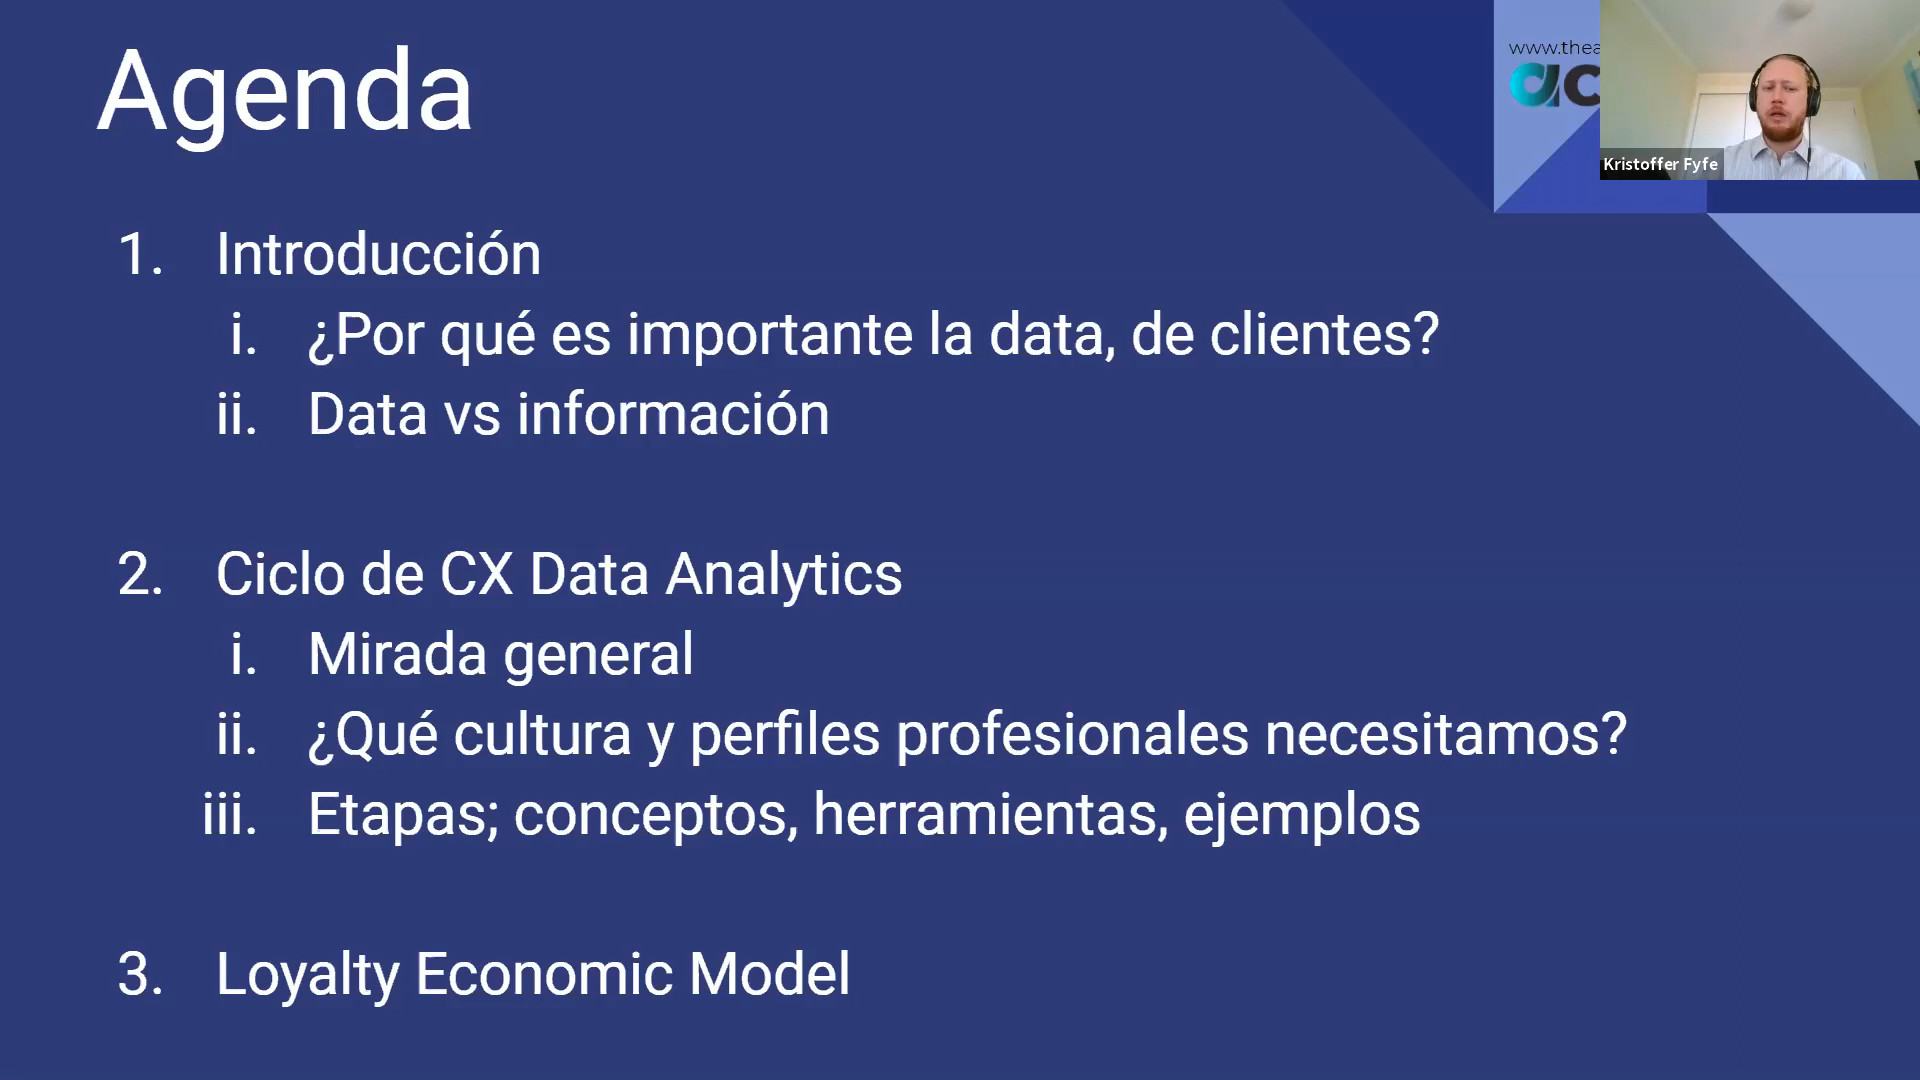 Agenda
www.thea
ac
Kristoffer Fyfe
1. Introducción
i. ¿Por qué es importante la data, de clientes?
ii. Data vs información
2. Ciclo de CX Data Analytics
i. Mirada general
ii. ¿Qué cultura y perfiles profesionales necesitamos?
iii. Etapas; conceptos, herramientas, ejemplos
3. Loyalty Economic Model